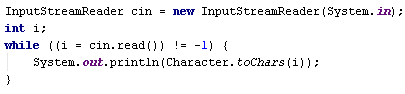 InputStreamReader cin = new InputStreamReader(System.in);
int i;
while ((i = cin.read()) != -1) {
    System.out.println(Character.toChars(i));
}